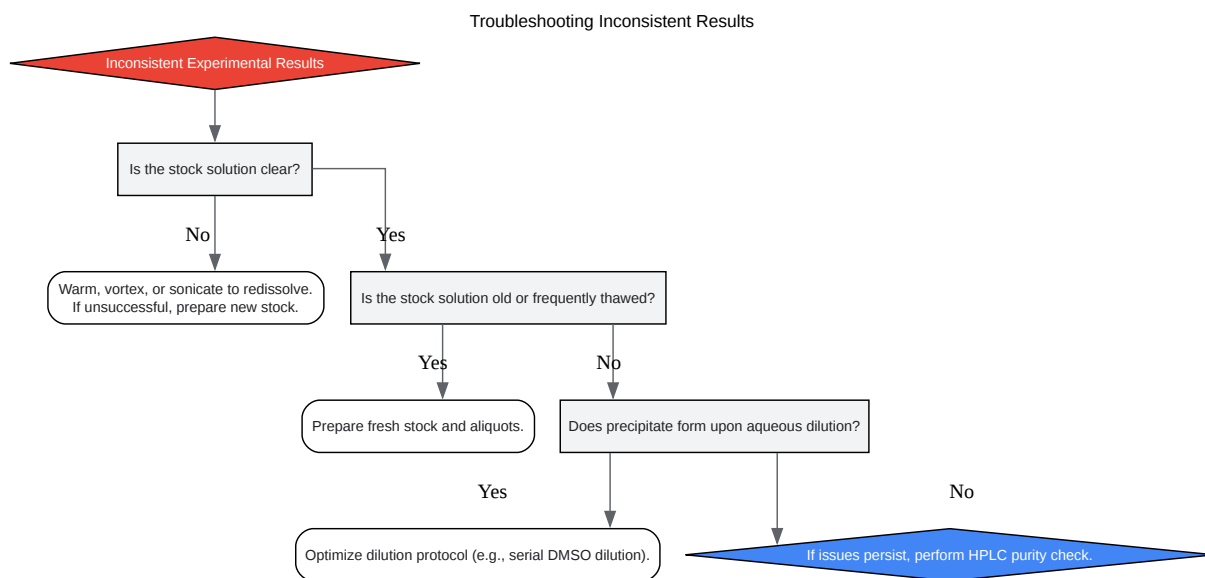 Troubleshooting Inconsistent Results
Inconsistent Experimental Results
Is the stock solution clear?
No
Yes
Warm, vortex, or sonicate to redissolve.
If unsuccessful, prepare new stock.
Is the stock solution old or frequently thawed?
Yes
No
Prepare fresh stock and aliquots.
Does precipitate form upon aqueous dilution?
Yes
No
Optimize dilution protocol (e.g., serial DMSO dilution).
If issues persist, perform HPLC purity check.